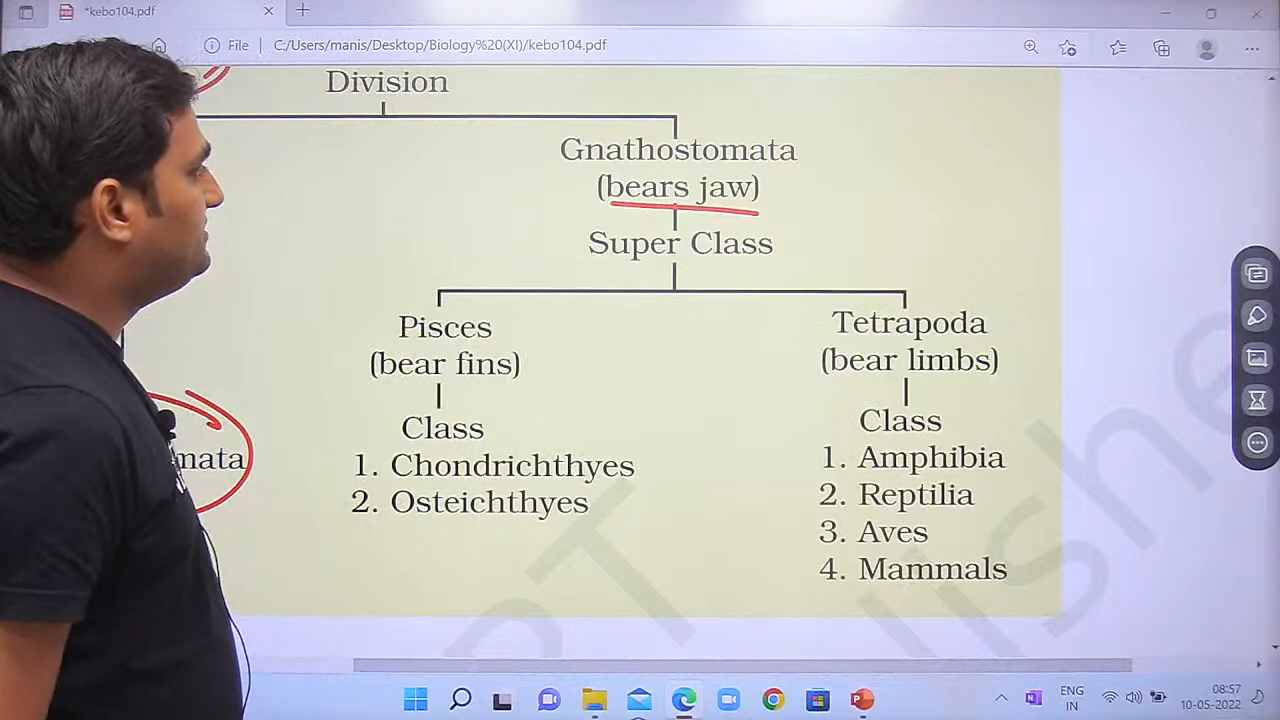 *kebo104.pdf
File
C:/Users/manis/Desktop/Biology%20(XI)/kebo104.pdf
Division
Gnathostomata
(bears jaw)
Super Class
Pisces
(bear fins)
Class
1. Chondrichthyes
2. Osteichthyes
Tetrapoda
(bear limbs)
Class
1. Amphibia
2. Reptilia
3. Aves
4. Mammals
nata
ENG
IN
08:57
10-05-2022